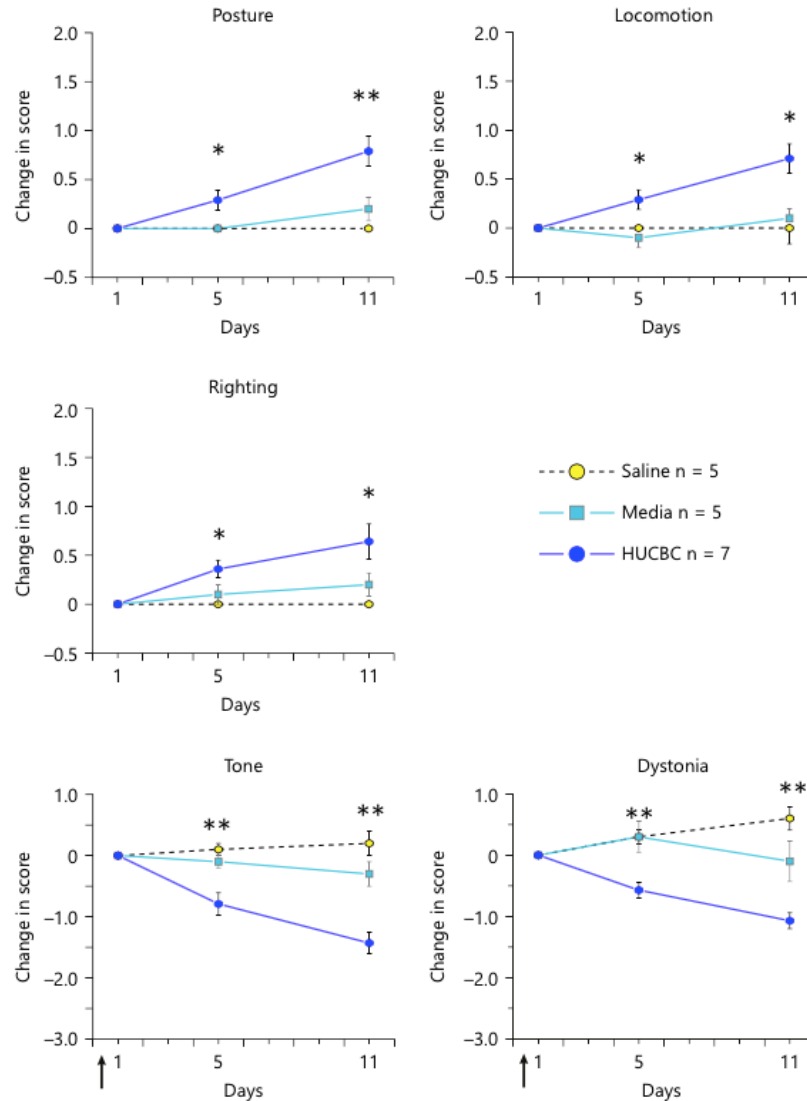 Posture
2.0
1.5
1.0
0.5
0
−0.5
Change in score
* **
1 5 11
Days
Locomotion
2.0
1.5
1.0
0.5
0
−0.5
Change in score
* *
1 5 11
Days
Righting
2.0
1.5
1.0
0.5
0
−0.5
Change in score
* *
1 5 11
Days
Saline n = 5
Media n = 5
HUCBC n = 7
Tone
1.0
0
−1.0
−2.0
−3.0
Change in score
** **
1 5 11
Days
Dystonia
1.0
0
−1.0
−2.0
−3.0
Change in score
** **
1 5 11
Days